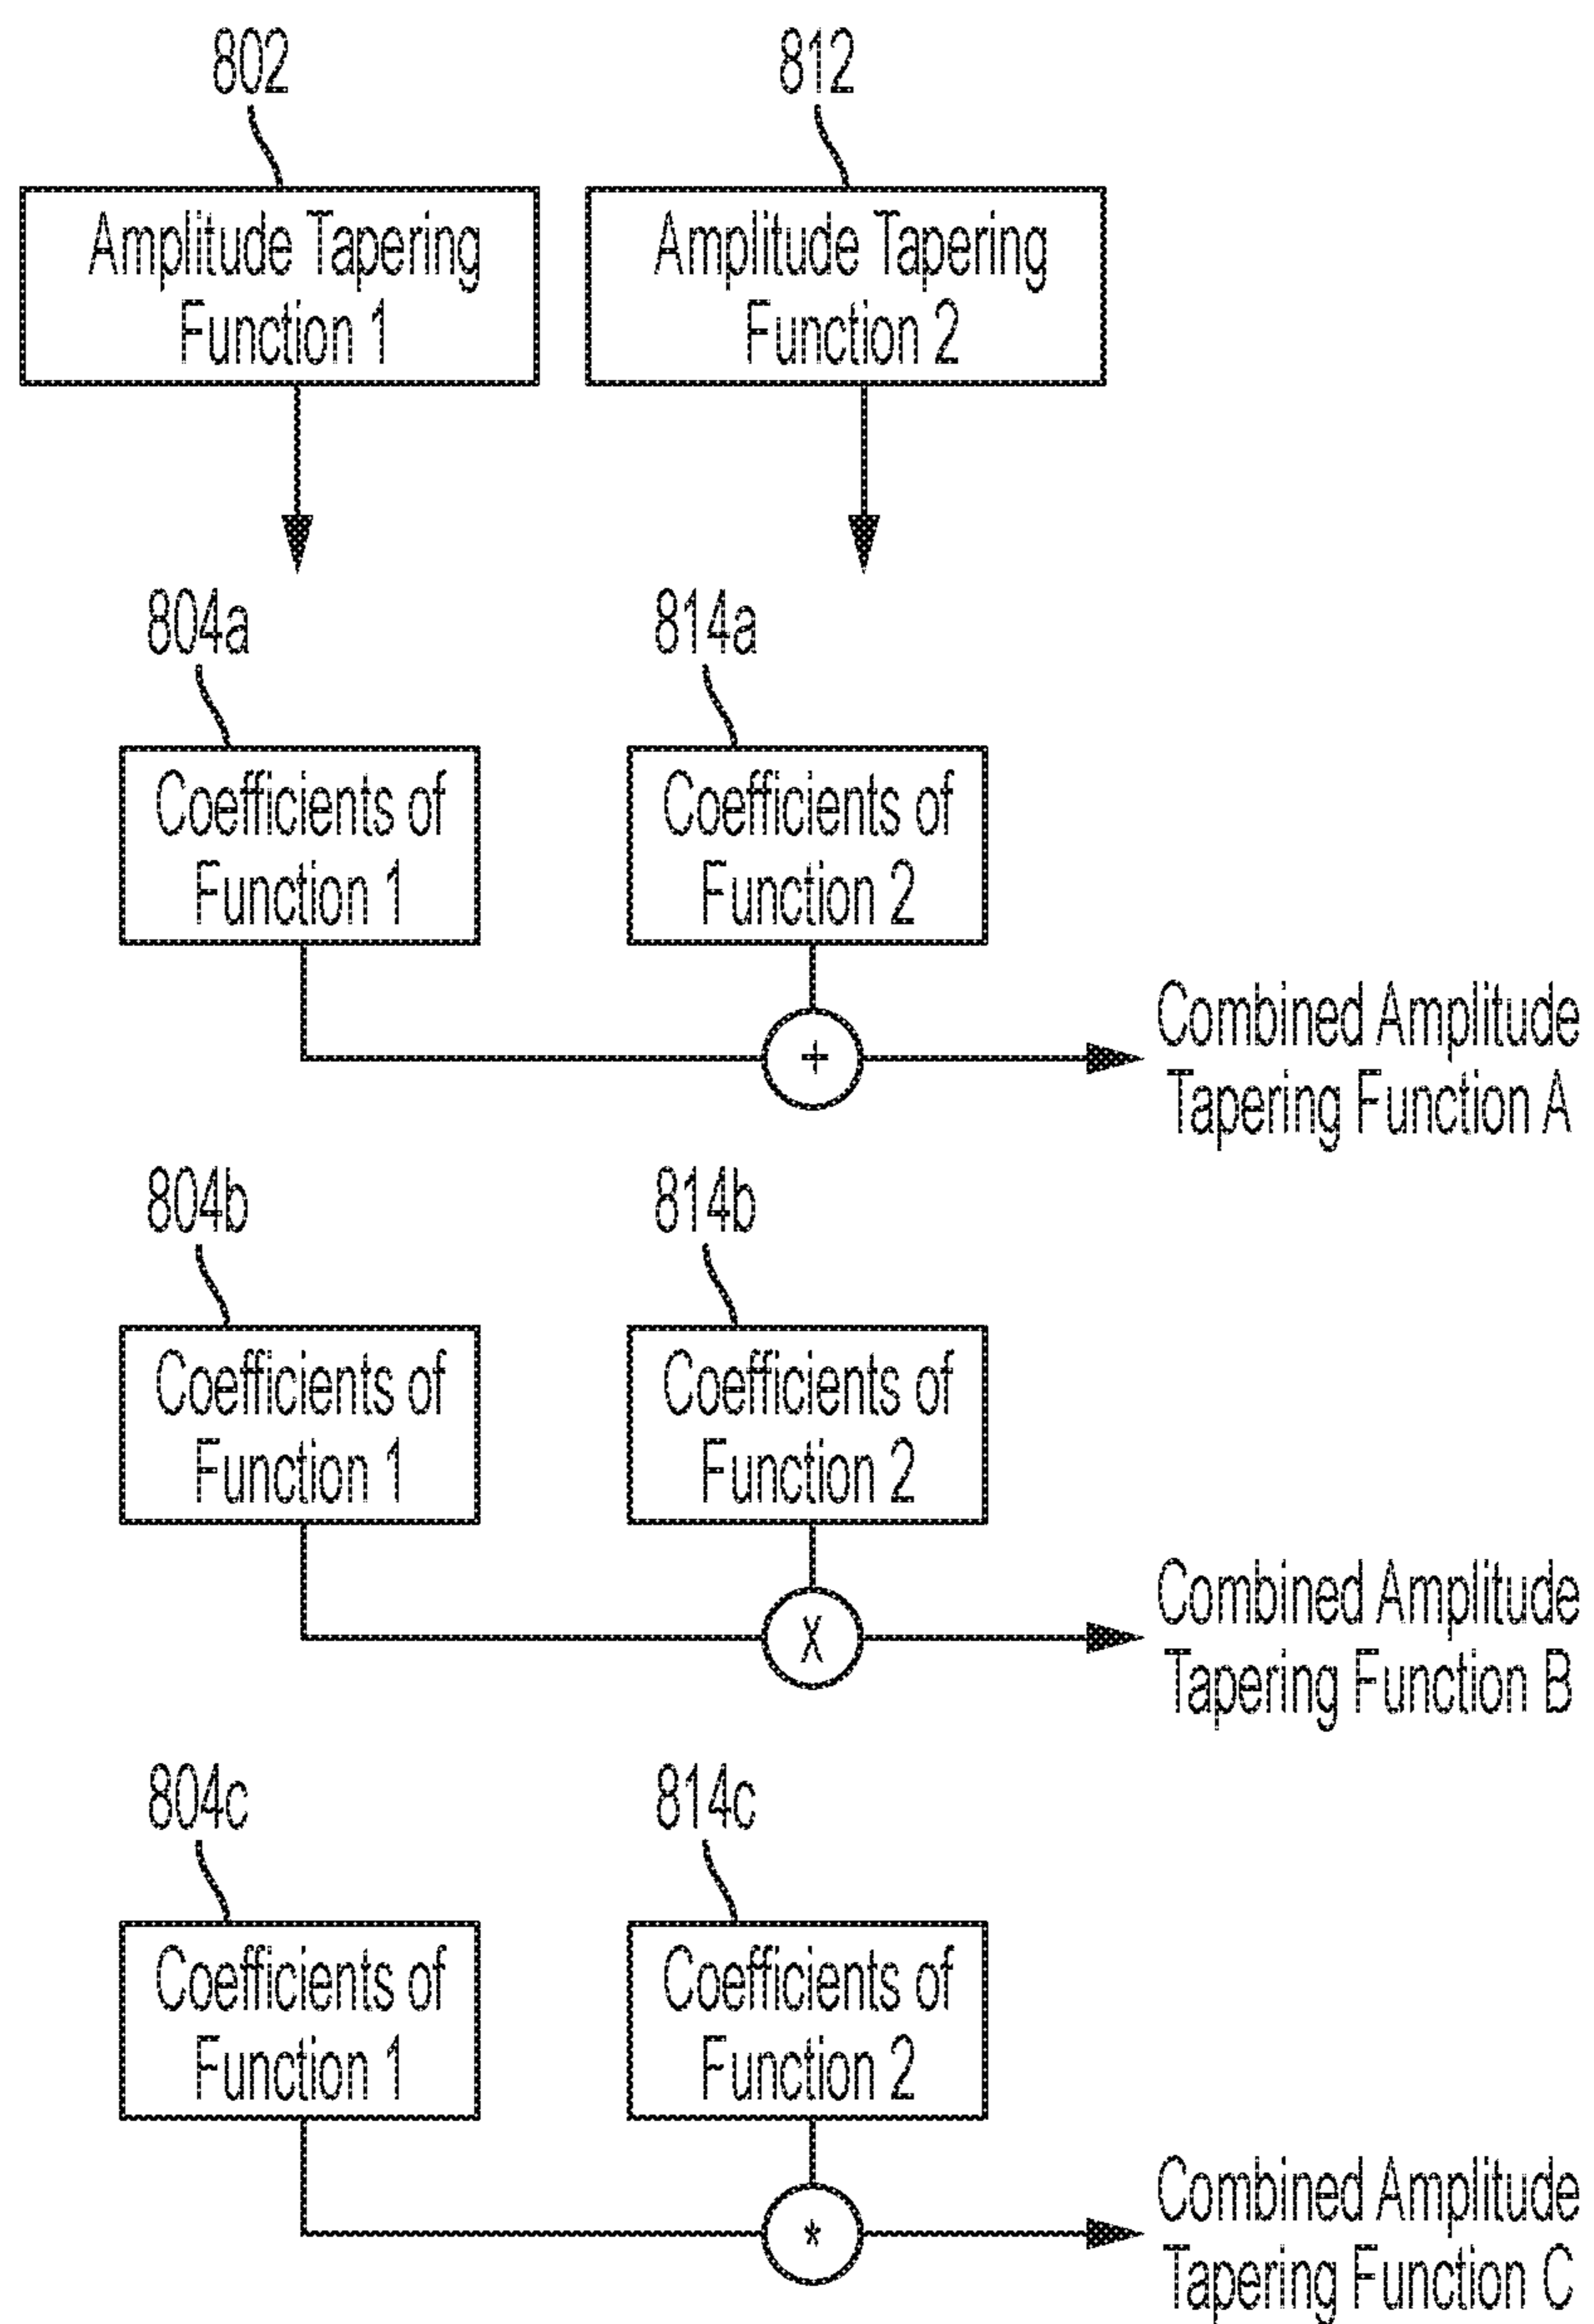 802
812
Amplitude Tapering
Function 1
Amplitude Tapering
Function 2
804a
814a
Coefficients of
Function 1
Coefficients of
Function 2
+
Combined Amplitude
Tapering Function A
804b
814b
Coefficients of
Function 1
Coefficients of
Function 2
X
Combined Amplitude
Tapering Function B
804c
814c
Coefficients of
Function 1
Coefficients of
Function 2
*
Combined Amplitude
Tapering Function C